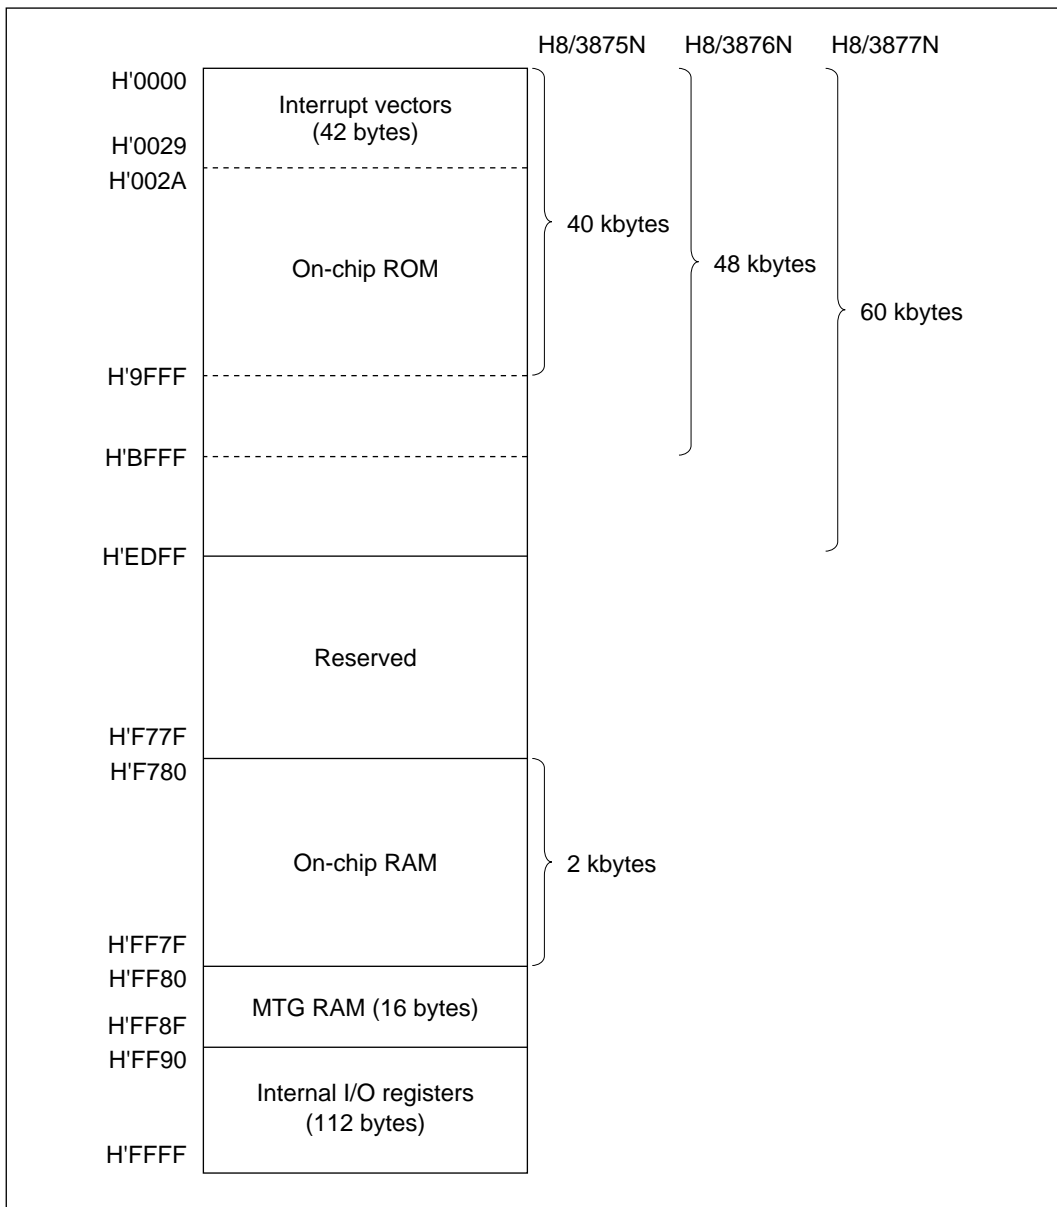 H8/3875N H8/3876N H8/3877N
H'0000
Interrupt vectors
(42 bytes)
H'0029
H'002A
40 kbytes
48 kbytes
On-chip ROM
60 kbytes
H'9FFF
H'BFFF
H'EDFF
Reserved
H'F77F
H'F780
On-chip RAM
2 kbytes
H'FF7F
H'FF80
MTG RAM (16 bytes)
H'FF8F
H'FF90
Internal I/O registers
(112 bytes)
H'FFFF